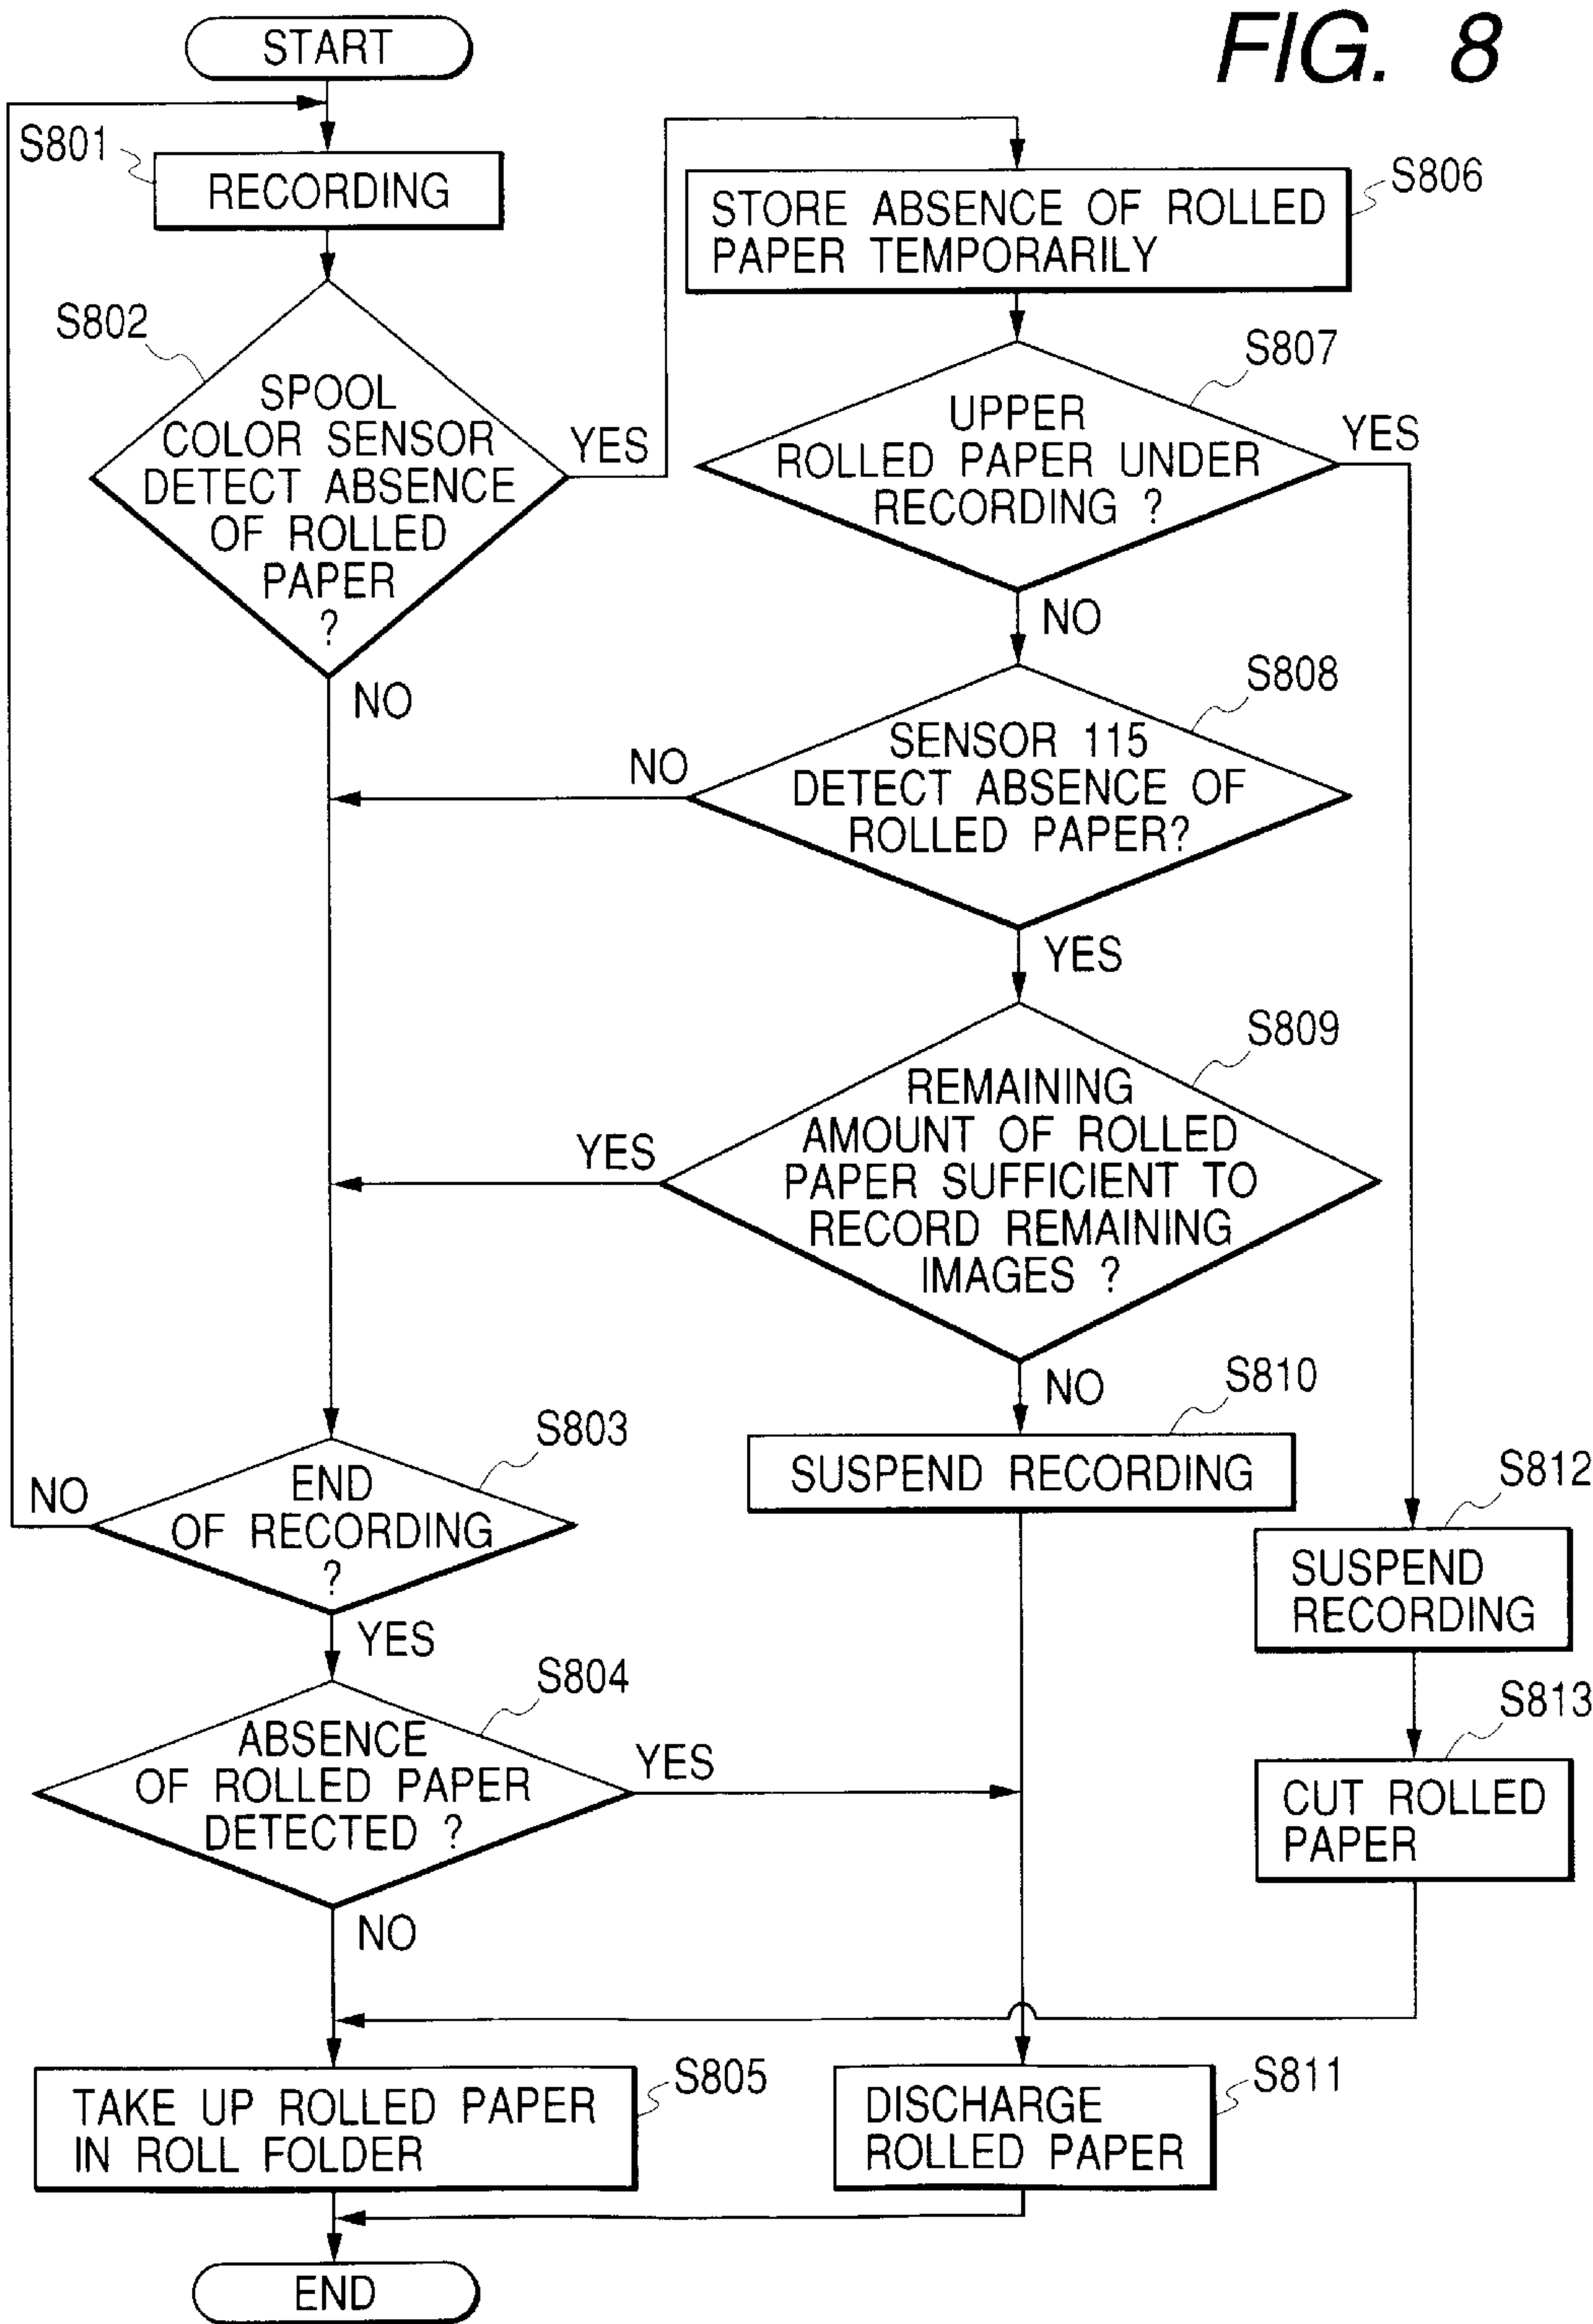 FIG. 8
START
S801
RECORDING
S802
SPOOL
COLOR SENSOR
DETECT ABSENCE
OF ROLLED
PAPER
?
YES
NO
S806
STORE ABSENCE OF ROLLED
PAPER TEMPORARILY
S807
UPPER
ROLLED PAPER UNDER
RECORDING ?
YES
NO
S808
SENSOR 115
DETECT ABSENCE OF
ROLLED PAPER?
NO
YES
S809
REMAINING
AMOUNT OF ROLLED
PAPER SUFFICIENT TO
RECORD REMAINING
IMAGES ?
YES
NO
S810
SUSPEND RECORDING
S803
END
OF RECORDING
?
NO
YES
S812
SUSPEND
RECORDING
S804
ABSENCE
OF ROLLED PAPER
DETECTED ?
YES
NO
S813
CUT ROLLED
PAPER
S805
TAKE UP ROLLED PAPER
IN ROLL FOLDER
S811
DISCHARGE
ROLLED PAPER
END